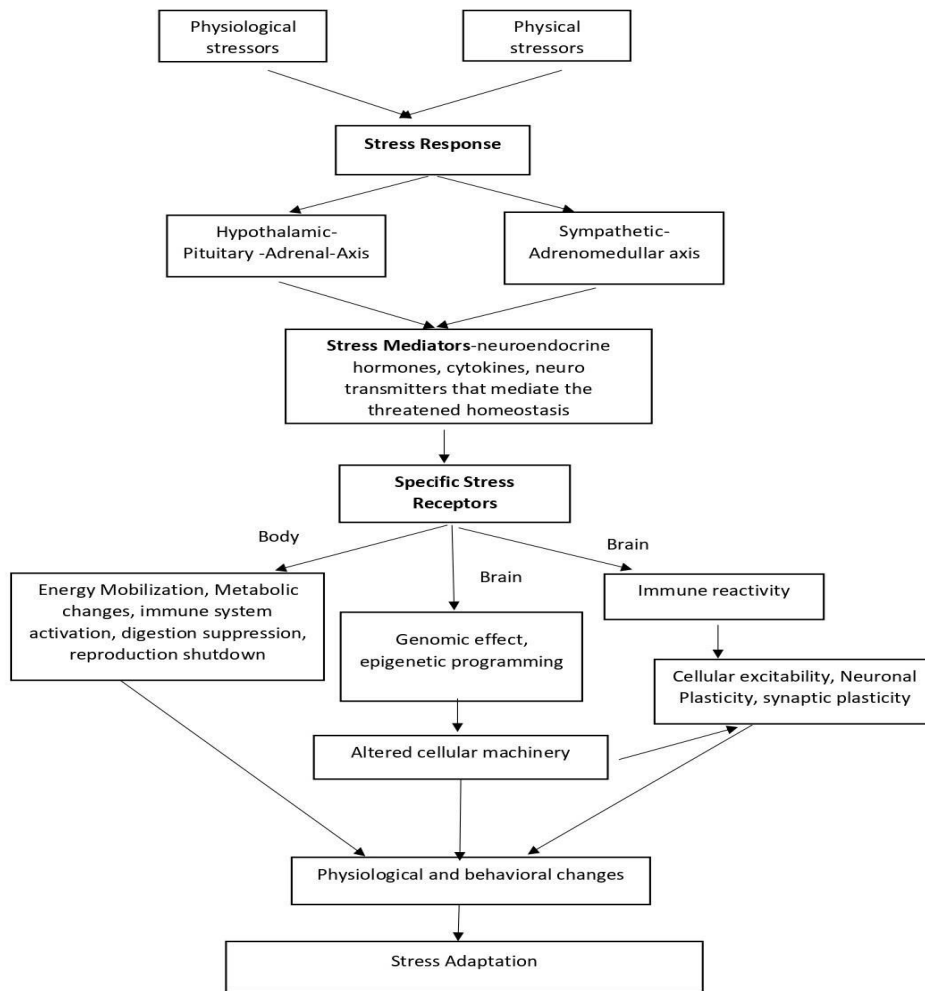 Physiological
stressors
Physical
stressors
Stress Response
Hypothalamic-
Pituitary -Adrenal-Axis
Sympathetic-
Adrenomedullar axis
Stress Mediators-neuroendocrine
hormones, cytokines, neuro
transmitters that mediate the
threatened homeostasis
Specific Stress
Receptors
Body
Brain
Brain
Energy Mobilization, Metabolic
changes, immune system
activation, digestion suppression,
reproduction shutdown
Genomic effect,
epigenetic programming
Immune reactivity
Cellular excitability, Neuronal
Plasticity, synaptic plasticity
Altered cellular machinery
Physiological and behavioral changes
Stress Adaptation